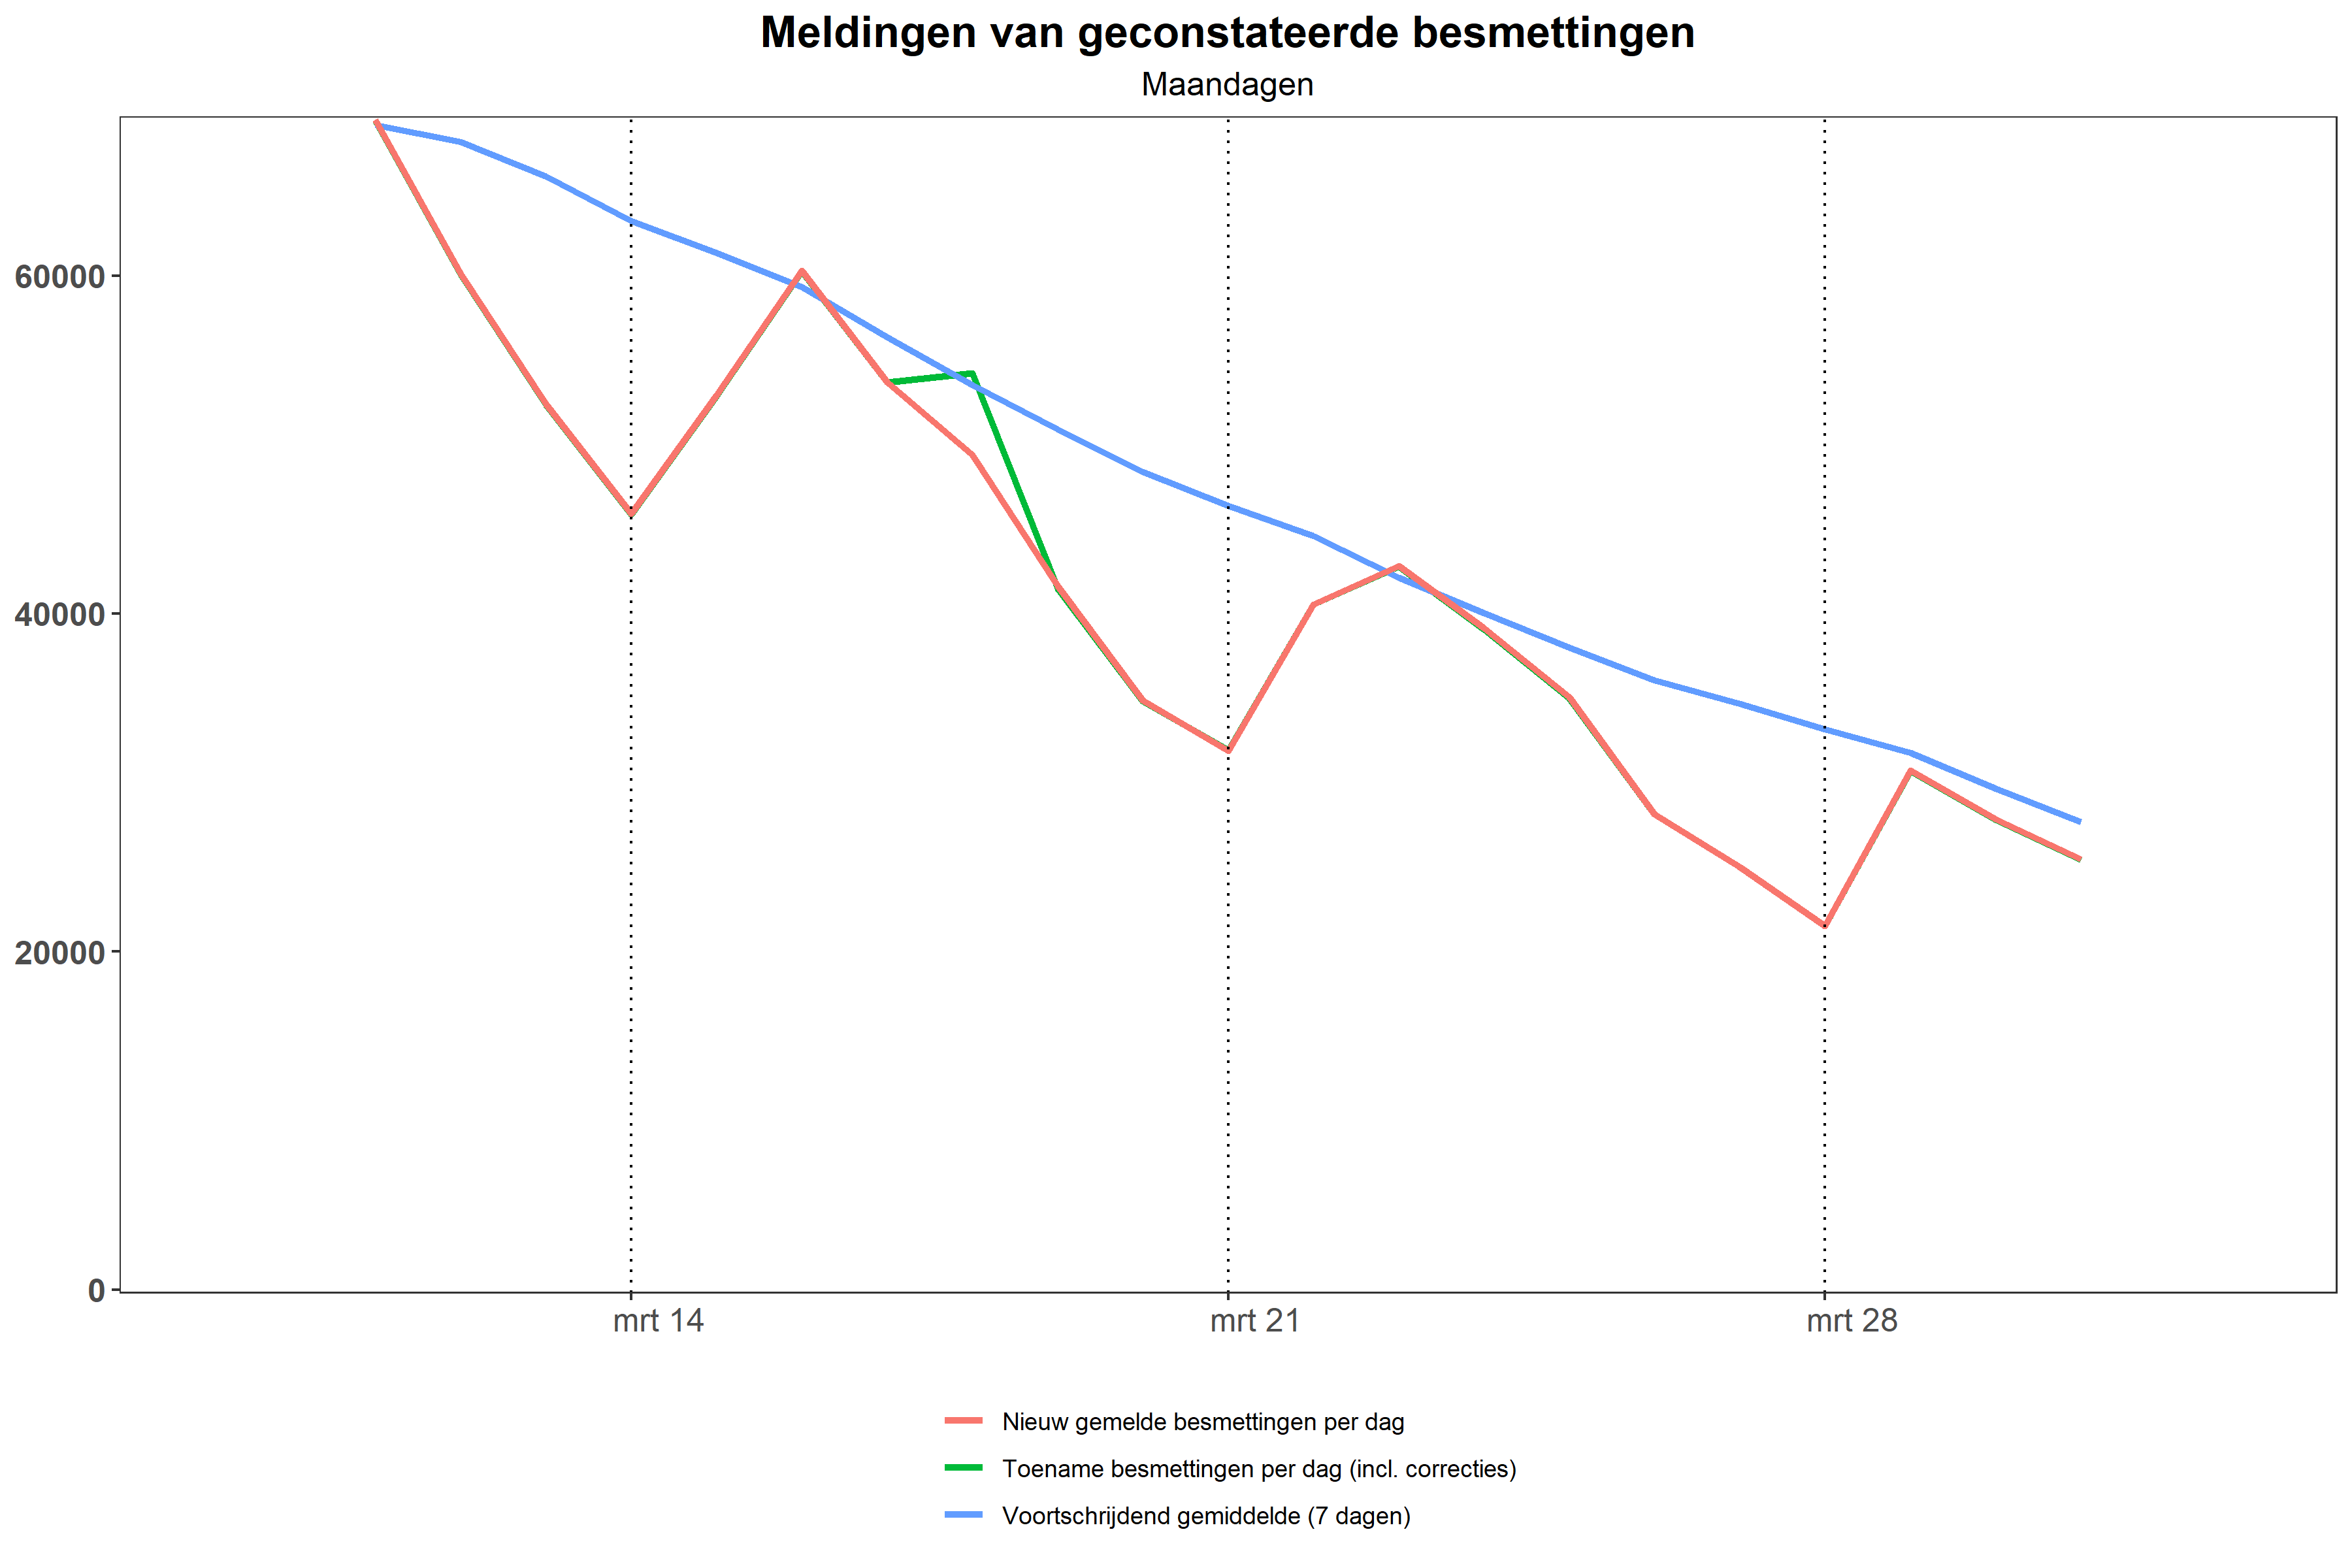 Meldingen van geconstateerde besmettingen
Maandagen
60000
40000
20000
0
mrt 14
mrt 21
mrt 28
Nieuw gemelde besmettingen per dag
Toename besmettingen per dag (incl. correcties)
Voortschrijdend gemiddelde (7 dagen)